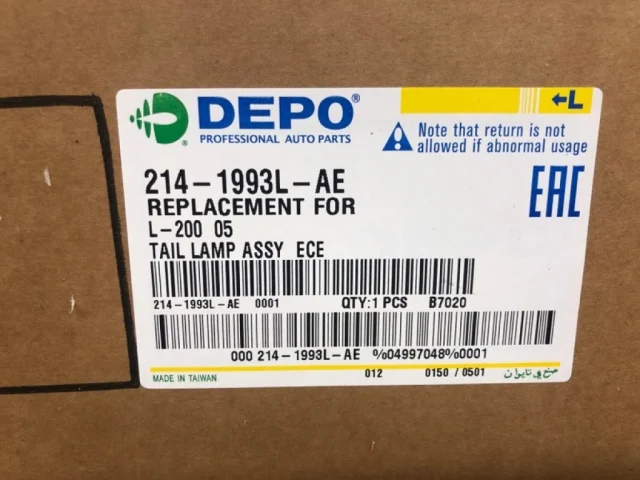 DEPO®
PROFESSIONAL AUTO PARTS
←L
Note that return is not
allowed if abnormal usage
214-1993L-AE
REPLACEMENT FOR
L-200 05
TAIL LAMP ASSY ECE
EAC
214-1993L-AE 0001 QTY:1 PCS B7020
000 214-1993L-AE %04997048%0001
MADE IN TAIWAN 012 0150 / 0501 صنع في تايوان